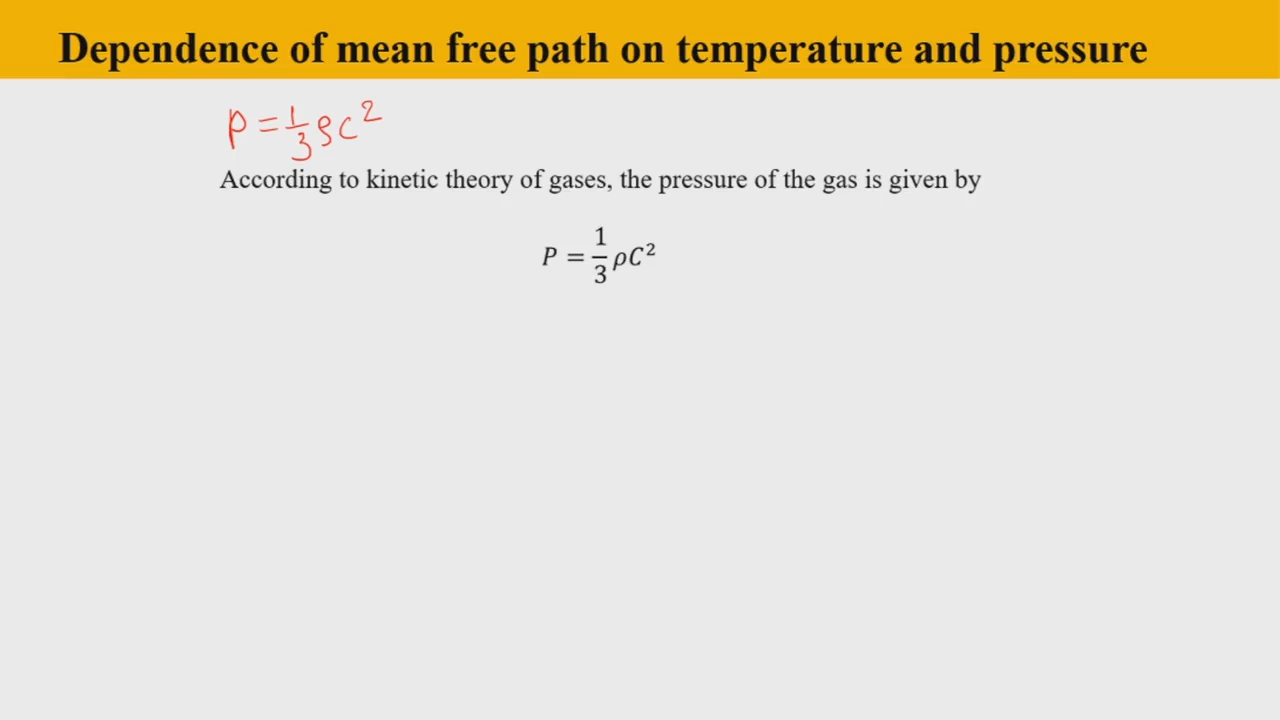 Dependence of mean free path on temperature and pressure
P = 1/3 ρc²
According to kinetic theory of gases, the pressure of the gas is given by
P = 1/3 ρC²